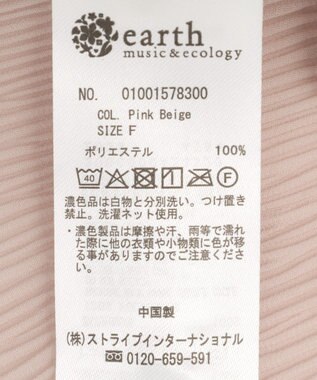 earth
music&ecology
NO. 01001578300
COL. Pink Beige
SIZE F
ポリエステル 100%
40 F
濃色品は白物と分別洗い。つけ置き
禁止。洗濯ネット使用。
・濃色製品は摩擦や汗、雨等で濡れ
た際に他の衣類や小物類に色が移
る事がありますのでご注意くださ
い。
中国製
(株)ストライプインターナショナル
0120-659-591